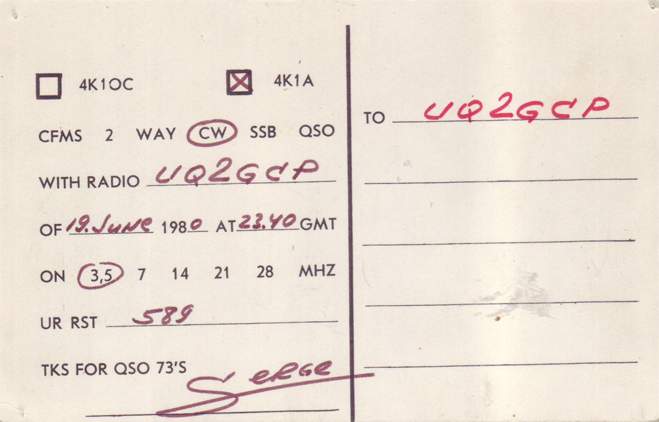 4K1OC 4K1A
CFMS 2 WAY CW SSB QSO
WITH RADIO UQ2GCP
OF 19.June 1980 AT 23.40 GMT
ON 3,5 7 14 21 28 MHZ
UR RST 589
TKS FOR QSO 73'S
Serge
TO UQ2GCP